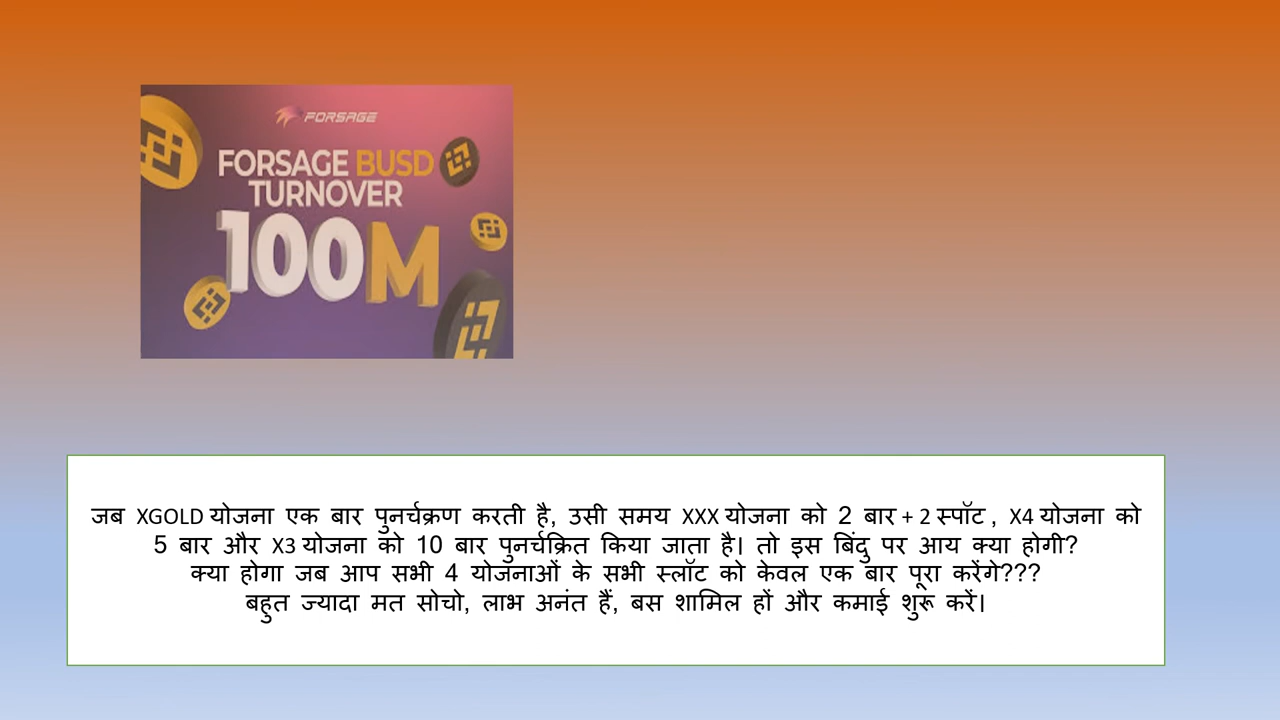 FORSAGE
FORSAGE BUSD
TURNOVER
100M
जब XGOLD योजना एक बार पुनर्चक्रण करती है, उसी समय XXX योजना को 2 बार + 2 स्पॉट , X4 योजना को
5 बार और X3 योजना को 10 बार पुनर्चक्रित किया जाता है। तो इस बिंदु पर आय क्या होगी?
क्या होगा जब आप सभी 4 योजनाओं के सभी स्लॉट को केवल एक बार पूरा करेंगे???
बहुत ज्यादा मत सोचो, लाभ अनंत हैं, बस शामिल हों और कमाई शुरू करें।